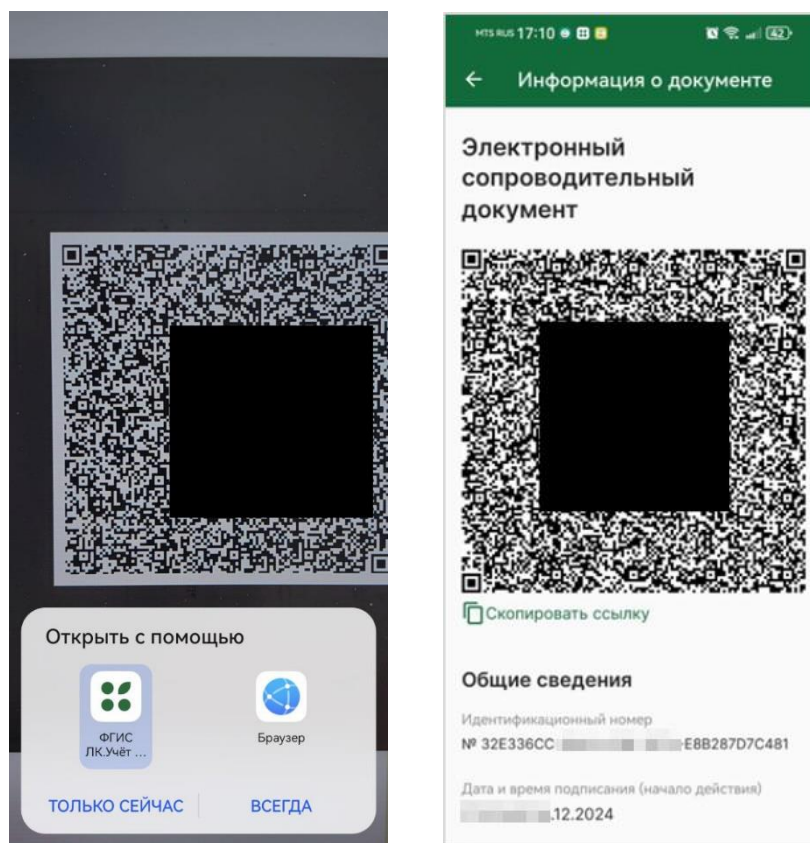 Открыть с помощью
ФГИС
ЛК.Учёт ...
Браузер
ТОЛЬКО СЕЙЧАС
ВСЕГДА
MTS RUS 17:10
42
Информация о документе
Электронный
сопроводительный
документ
Скопировать ссылку
Общие сведения
Идентификационный номер
№ 32E336CC E8B287D7C481
Дата и время подписания (начало действия)
.12.2024